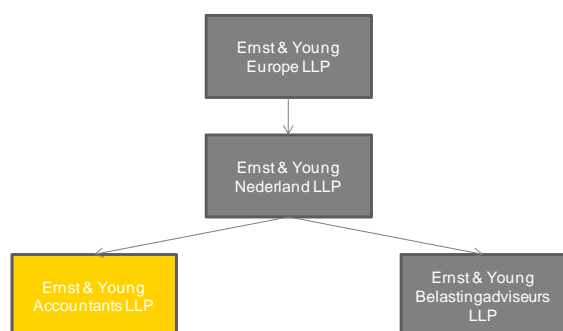 Ernst & Young
Europe LLP
Ernst & Young
Nederland LLP
Ernst & Young
Accountants LLP
Ernst & Young
Belastingadviseurs
LLP